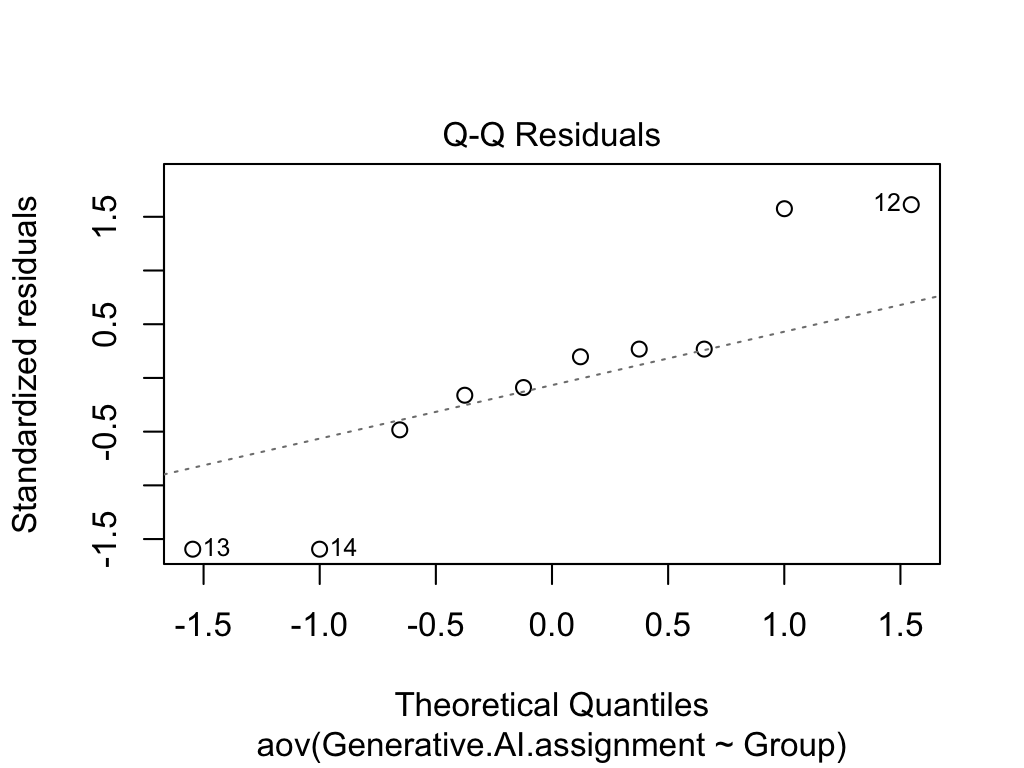 Q-Q Residuals
Standardized residuals
1.5
0.5
-0.5
-1.5
12
13
14
-1.5 -1.0 -0.5 0.0 0.5 1.0 1.5
Theoretical Quantiles
aov(Generative.AI.assignment ~ Group)